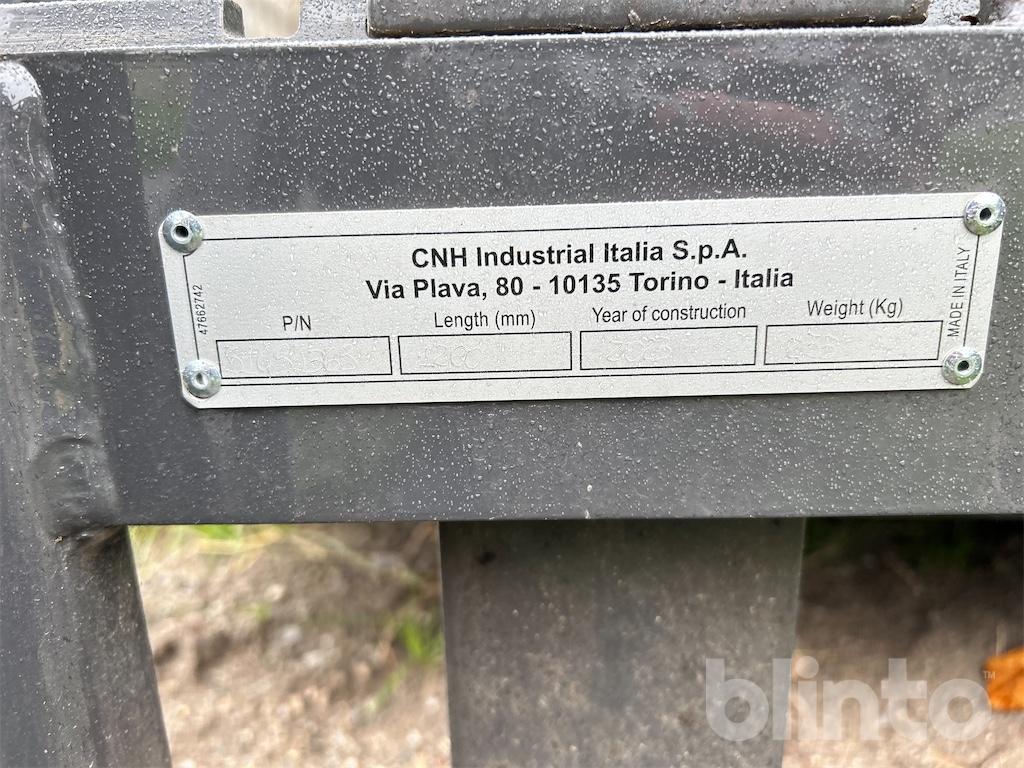 CNH Industrial Italia S.p.A.
Via Plava, 80 - 10135 Torino - Italia
47662742
P/N
Length (mm)
Year of construction
Weight (Kg)
MADE IN ITALY
blinto™